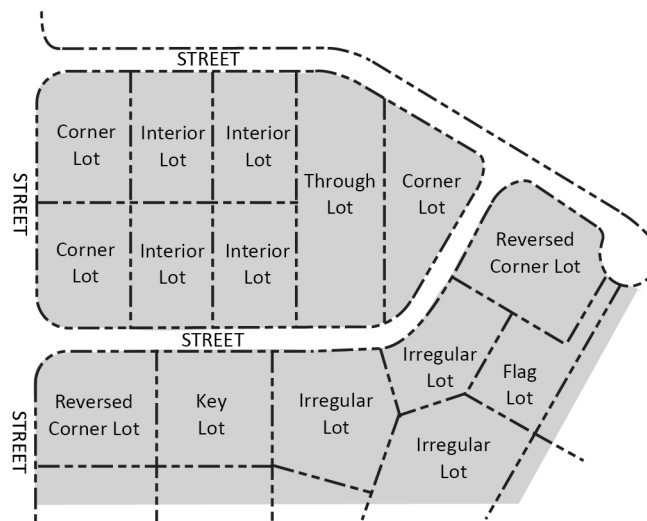 STREET
Corner
Lot
Interior
Lot
Interior
Lot
Through
Lot
Corner
Lot
STREET
Corner
Lot
Interior
Lot
Interior
Lot
Reversed
Corner Lot
STREET
Reversed
Corner Lot
Key
Lot
Irregular
Lot
Irregular
Lot
Flag
Lot
Irregular
Lot
STREET